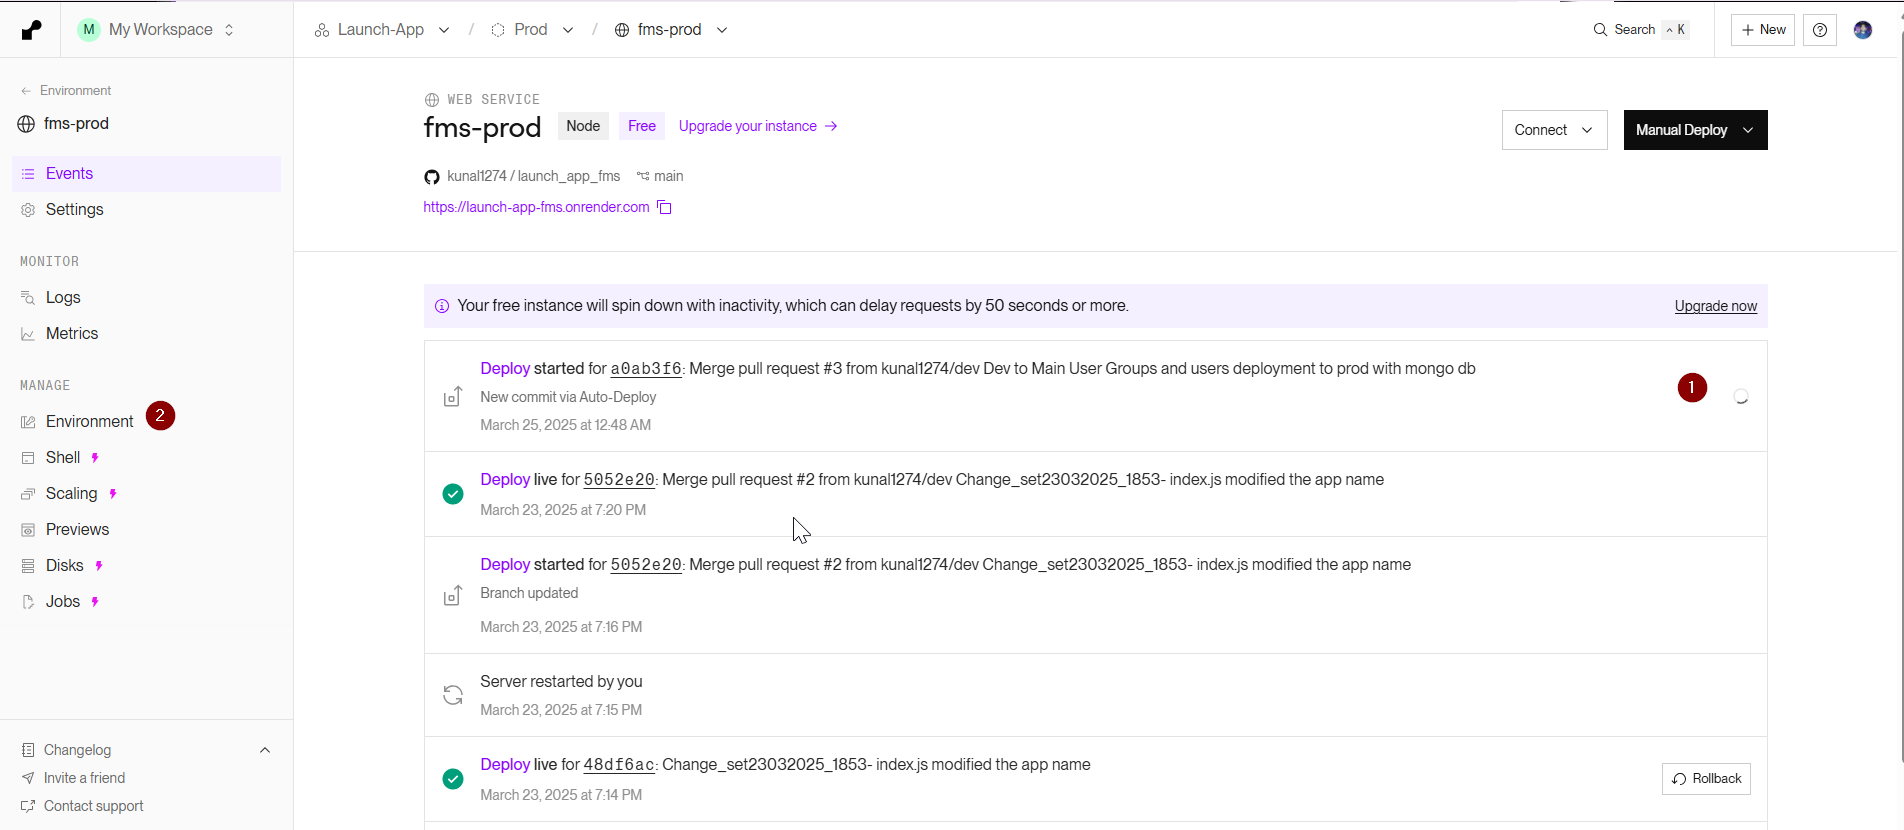 M My Workspace
Launch-App / Prod / fms-prod
Search ^ K
+ New
← Environment
fms-prod
Events
Settings
MONITOR
Logs
Metrics
MANAGE
Environment 2
Shell
Scaling
Previews
Disks
Jobs
Changelog
Invite a friend
Contact support
WEB SERVICE
fms-prod Node Free Upgrade your instance →
Connect
Manual Deploy
kunal1274 / launch_app_fms main
https://launch-app-fms.onrender.com
Your free instance will spin down with inactivity, which can delay requests by 50 seconds or more.
Upgrade now
Deploy started for a0ab3f6: Merge pull request #3 from kunal1274/dev Dev to Main User Groups and users deployment to prod with mongo db
1
New commit via Auto-Deploy
March 25, 2025 at 12:48 AM
Deploy live for 5052e20: Merge pull request #2 from kunal1274/dev Change_set23032025_1853- index.js modified the app name
March 23, 2025 at 7:20 PM
Deploy started for 5052e20: Merge pull request #2 from kunal1274/dev Change_set23032025_1853- index.js modified the app name
Branch updated
March 23, 2025 at 7:16 PM
Server restarted by you
March 23, 2025 at 7:15 PM
Deploy live for 48df6ac: Change_set23032025_1853- index.js modified the app name
March 23, 2025 at 7:14 PM
Rollback